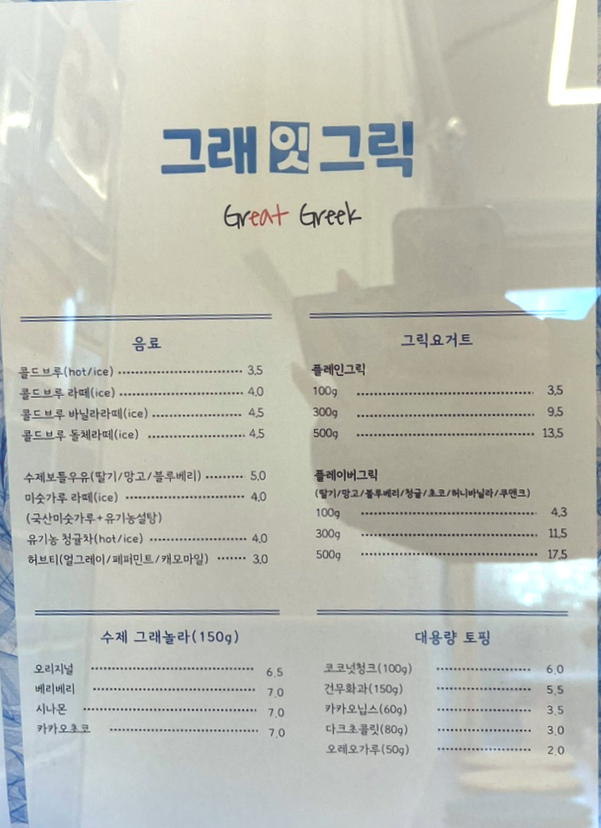 그래잇그릭
Great Greek
음료
콜드브루(hot/ice) 3.5
콜드브루 라떼(ice) 4.0
콜드브루 바닐라라떼(ice) 4.5
콜드브루 돌체라떼(ice) 4.5
수제보틀우유(딸기/망고/블루베리) 5.0
미숫가루 라떼(ice) 4.0
(국산미숫가루+유기농설탕)
유기농 청귤차(hot/ice) 4.0
허브티(얼그레이/페퍼민트/캐모마일) 3.0
그릭요거트
플레인그릭
100g 3.5
300g 9.5
500g 13.5
플레이버그릭
(딸기/망고/블루베리/청귤/초코/허니바닐라/쿠앤크)
100g 4.3
300g 11.5
500g 17.5
수제 그래놀라(150g)
오리지널 6.5
베리베리 7.0
시나몬 7.0
카카오초코 7.0
대용량 토핑
코코넛청크(100g) 6.0
건무화과(150g) 5.5
카카오닙스(60g) 3.5
다크초콜릿(80g) 3.0
오레오가루(50g) 2.0